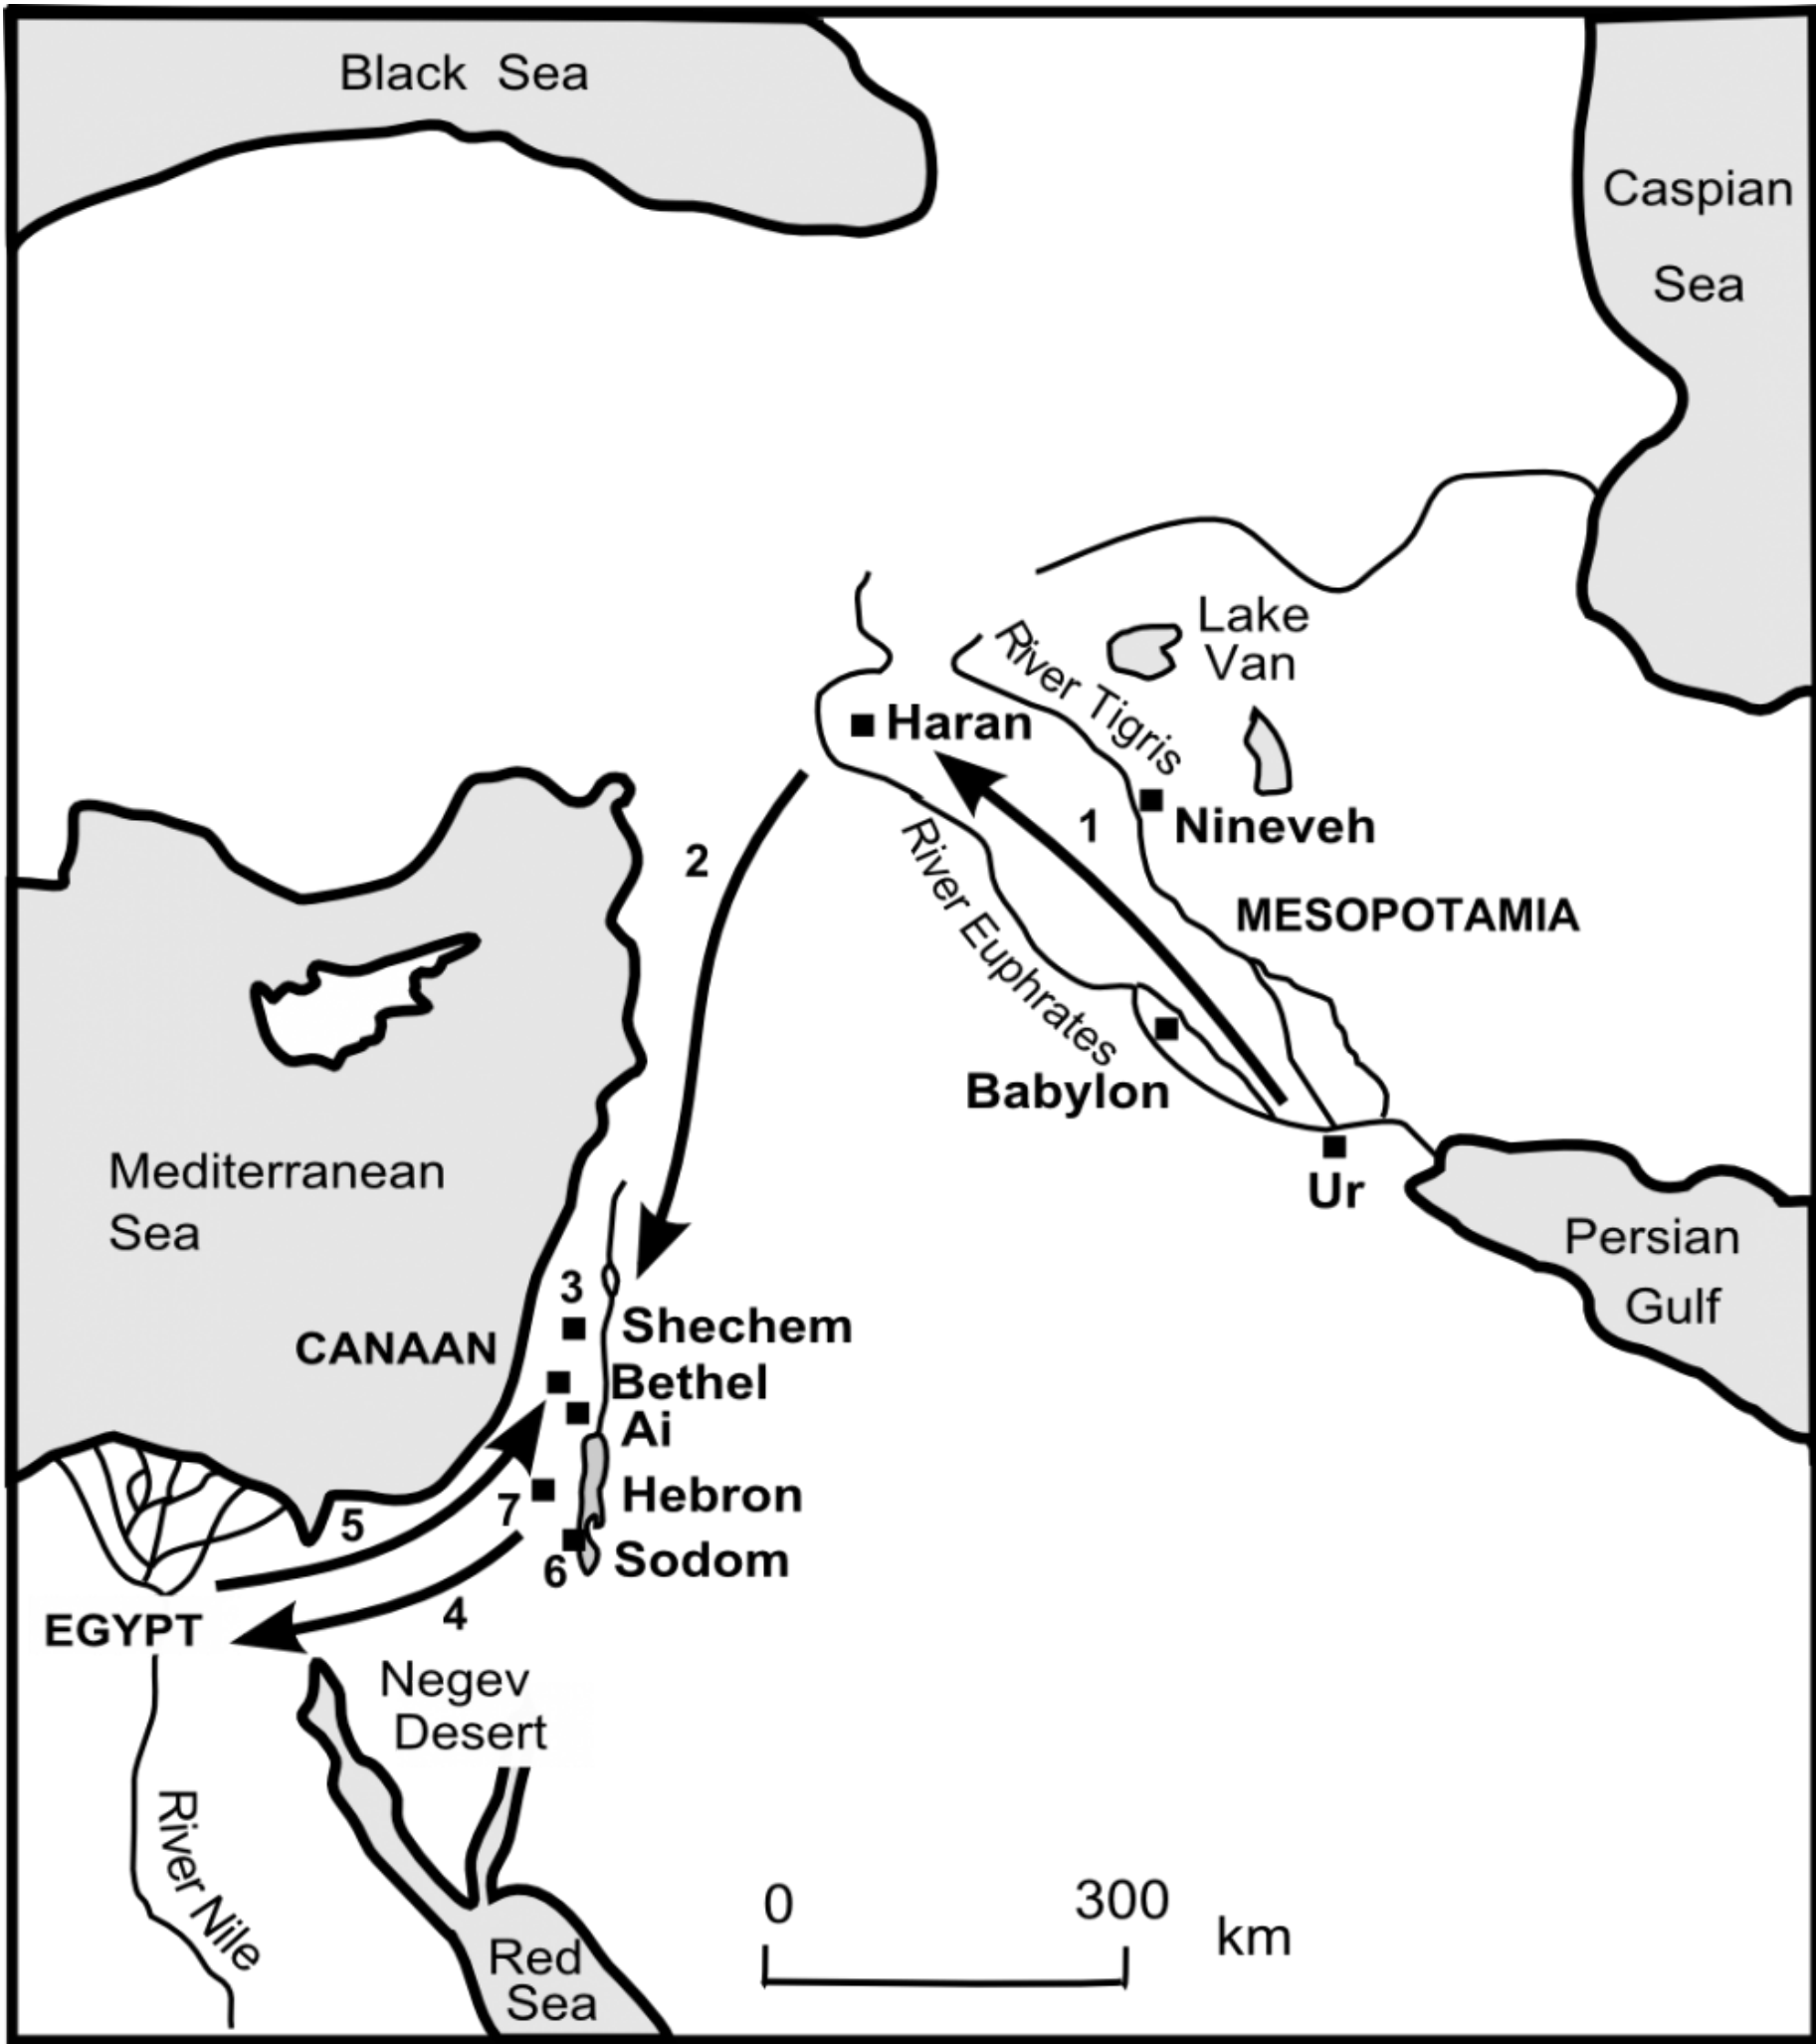 Black Sea
Caspian
Sea
Lake
Van
River Tigris
Haran
1
Nineveh
2
River Euphrates
MESOPOTAMIA
Babylon
Mediterranean
Sea
Ur
Persian
Gulf
3
Shechem
CANAAN
Bethel
Ai
Hebron
7
5
6
Sodom
4
EGYPT
Negev
Desert
River Nile
0
300
km
Red
Sea